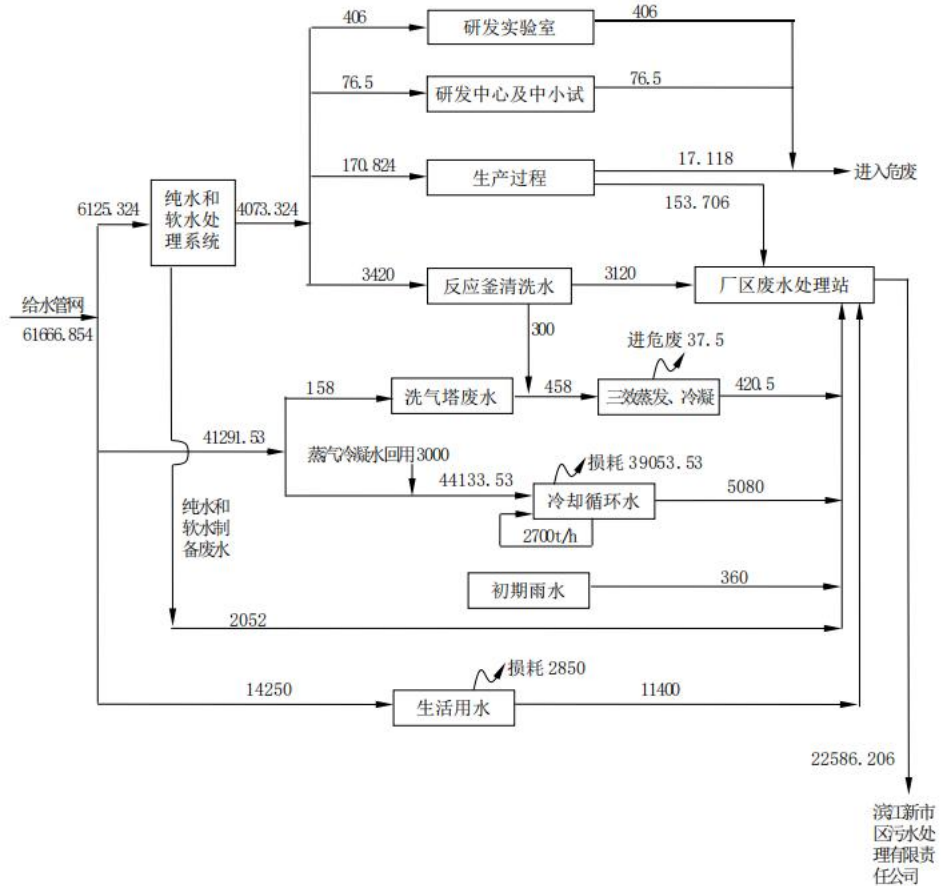 406
研发实验室
406
76.5
研发中心及中小试
76.5
170.824
生产过程
17.118
进入危废
153.706
6125.324
纯水和
软水处
理系统
4073.324
3420
反应釜清洗水
3120
厂区废水处理站
给水管网
61666.854
300
进危废 37.5
158
洗气塔废水
458
三效蒸发、冷凝
420.5
41291.53
蒸汽冷凝水回用3000
44133.53
损耗 39053.53
冷却循环水
5080
2700t/h
纯水和
软水制
备废水
初期雨水
360
2052
损耗 2850
14250
生活用水
11400
22586.206
滨江新市
区污水处
理有限责
任公司